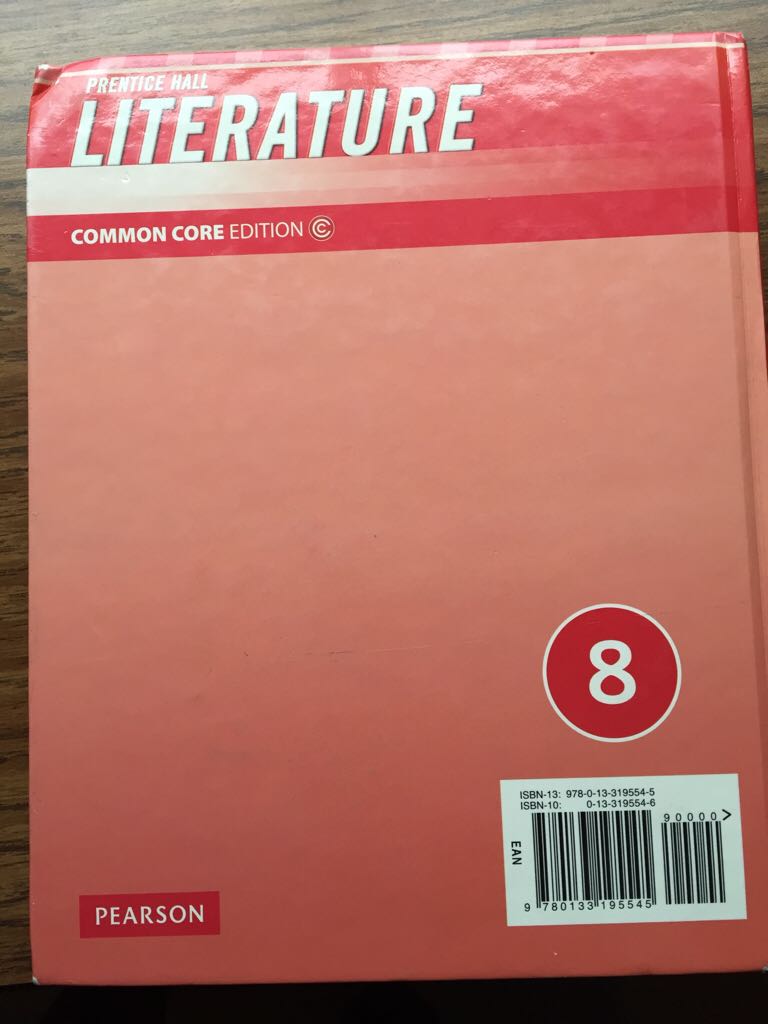 PRENTICE HALL
LITERATURE
COMMON CORE EDITION ©
8
ISBN-13: 978-0-13-319554-5
ISBN-10: 0-13-319554-6
90000>
EAN
9 780133 195545
PEARSON